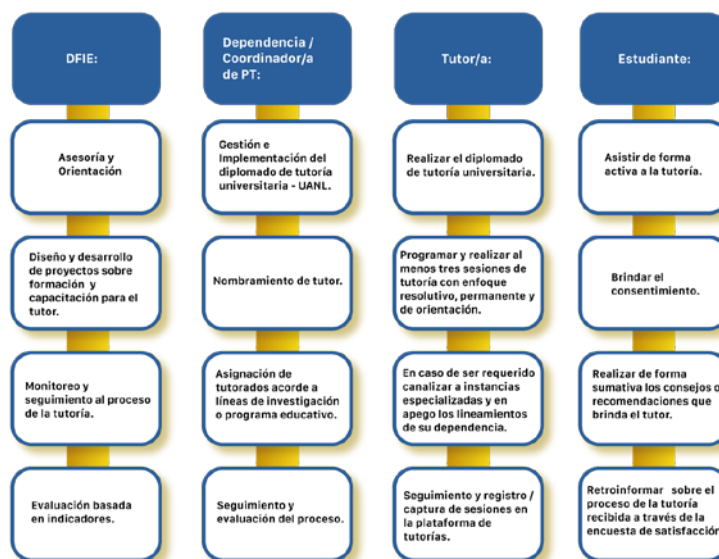 DFIE:
Asesoría y
Orientación
Diseño y desarrollo
de proyectos sobre
formación y
capacitación para el
tutor.
Monitoreo y
seguimiento al proceso
de la tutoría.
Evaluación basada
en indicadores.
Dependencia /
Coordinador/a
de PT:
Gestión e
Implementación del
diplomado de tutoría
universitaria - UANL.
Nombramiento de tutor.
Asignación de
tutorados acorde a
líneas de investigación
o programa educativo.
Seguimiento y
evaluación del proceso.
Tutor/a:
Realizar el diplomado
de tutoría universitaria.
Programar y realizar al
menos tres sesiones de
tutoría con enfoque
resolutivo, permanente y
de orientación.
En caso de ser requerido
canalizar a instancias
especializadas y en
apego los lineamientos
de su dependencia.
Seguimiento y registro /
captura de sesiones en
la plataforma de
tutorías.
Estudiante:
Asistir de forma
activa a la tutoría.
Brindar el
consentimiento.
Realizar de forma
sumativa los consejos o
recomendaciones que
brinda el tutor.
Retroinformar sobre el
proceso de la tutoría
recibida a través de la
encuesta de satisfacción